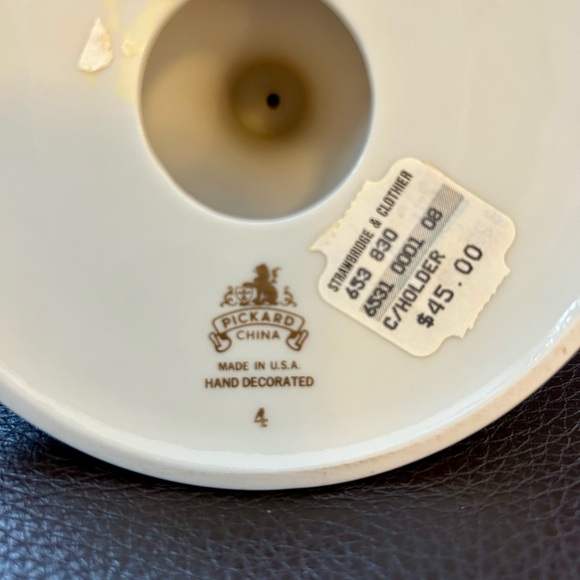 STRAWBRIDGE & CLOTHIER
653 830
6531 0001 08
C/HOLDER
$45.00
PICKARD
CHINA
MADE IN U.S.A.
HAND DECORATED
4